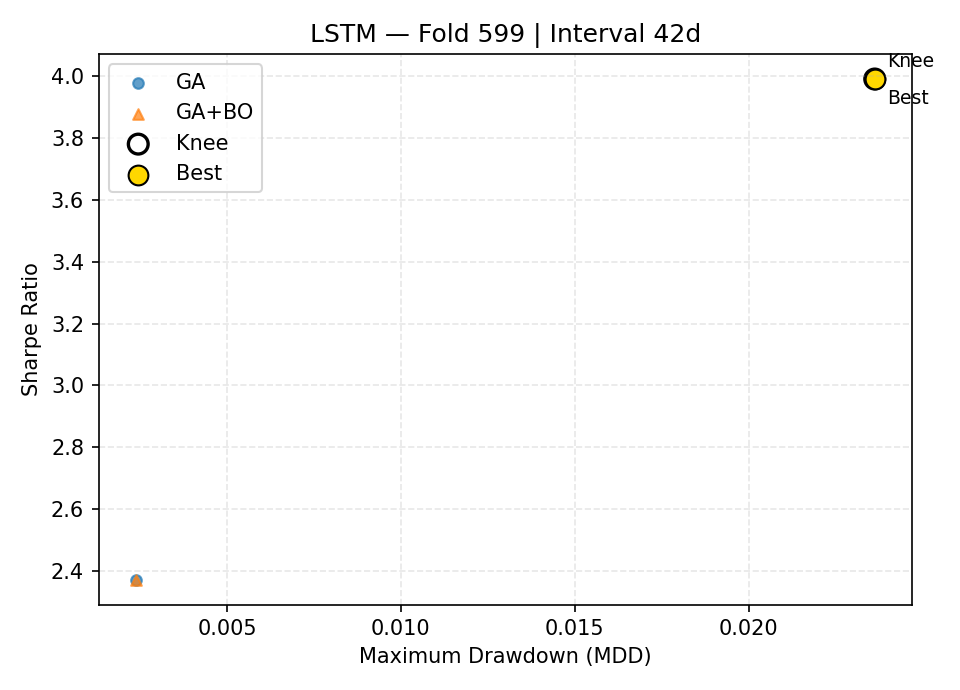 LSTM — Fold 599 | Interval 42d
GA
GA+BO
Knee
Best
Knee
Best
4.0
3.8
3.6
3.4
3.2
3.0
2.8
2.6
2.4
Sharpe Ratio
0.005
0.010
0.015
0.020
Maximum Drawdown (MDD)